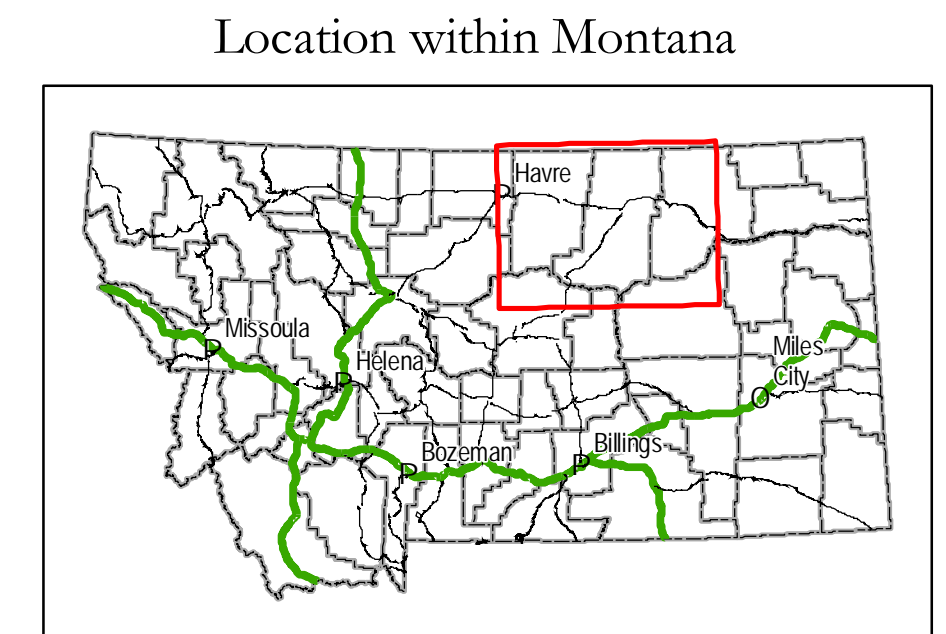 Location within Montana
Havre
P
Missoula
P
Helena
P
Miles
City
O
Bozeman
P
Billings
P